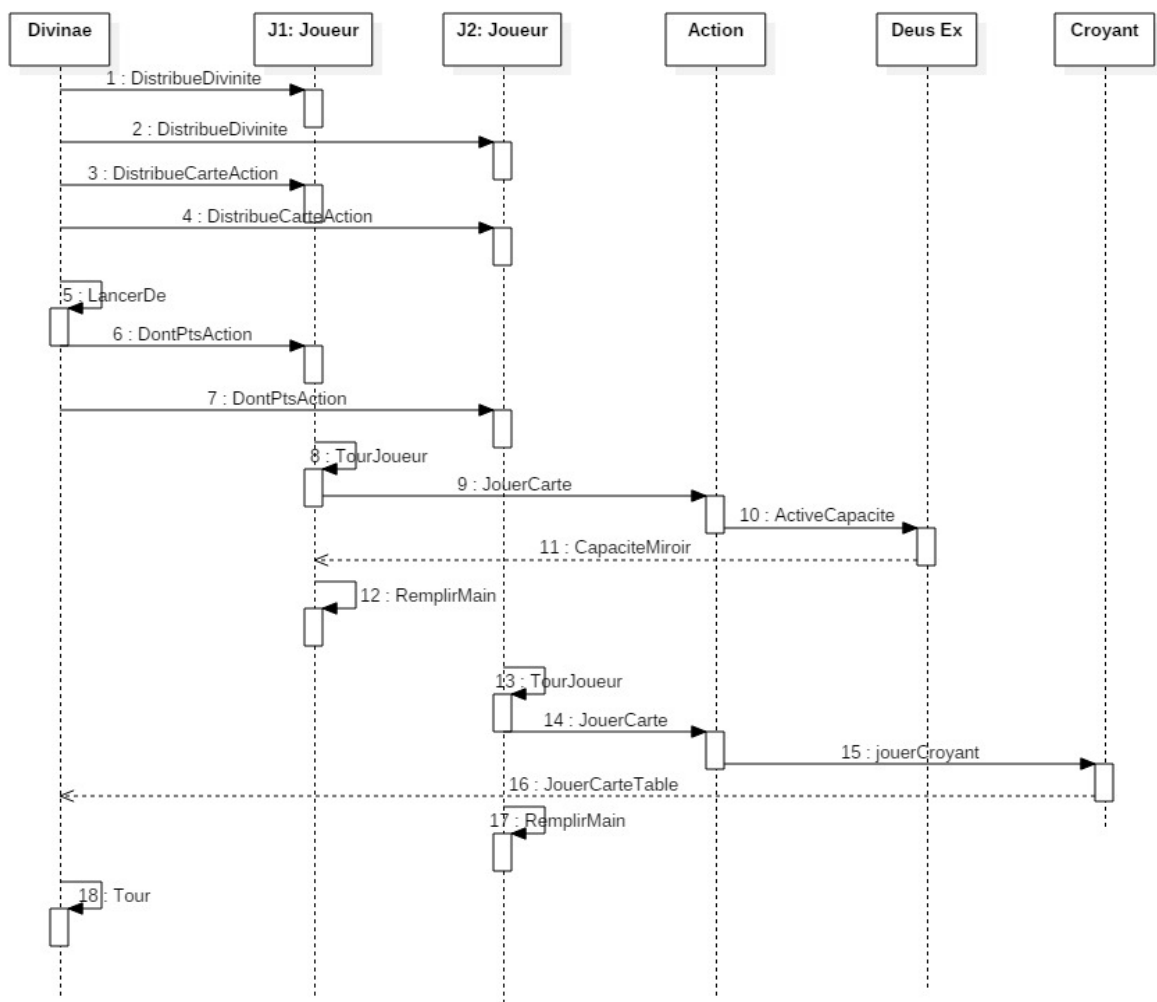 Divinae
J1: Joueur
J2: Joueur
Action
Deus Ex
Croyant
1 : DistribueDivinite
2 : DistribueDivinite
3 : DistribueCarteAction
4 : DistribueCarteAction
5 : LancerDe
6 : DontPtsAction
7 : DontPtsAction
8 : TourJoueur
9 : JouerCarte
10 : ActiveCapacite
11 : CapaciteMiroir
12 : RemplirMain
13 : TourJoueur
14 : JouerCarte
15 : jouerCroyant
16 : JouerCarteTable
17 : RemplirMain
18 : Tour